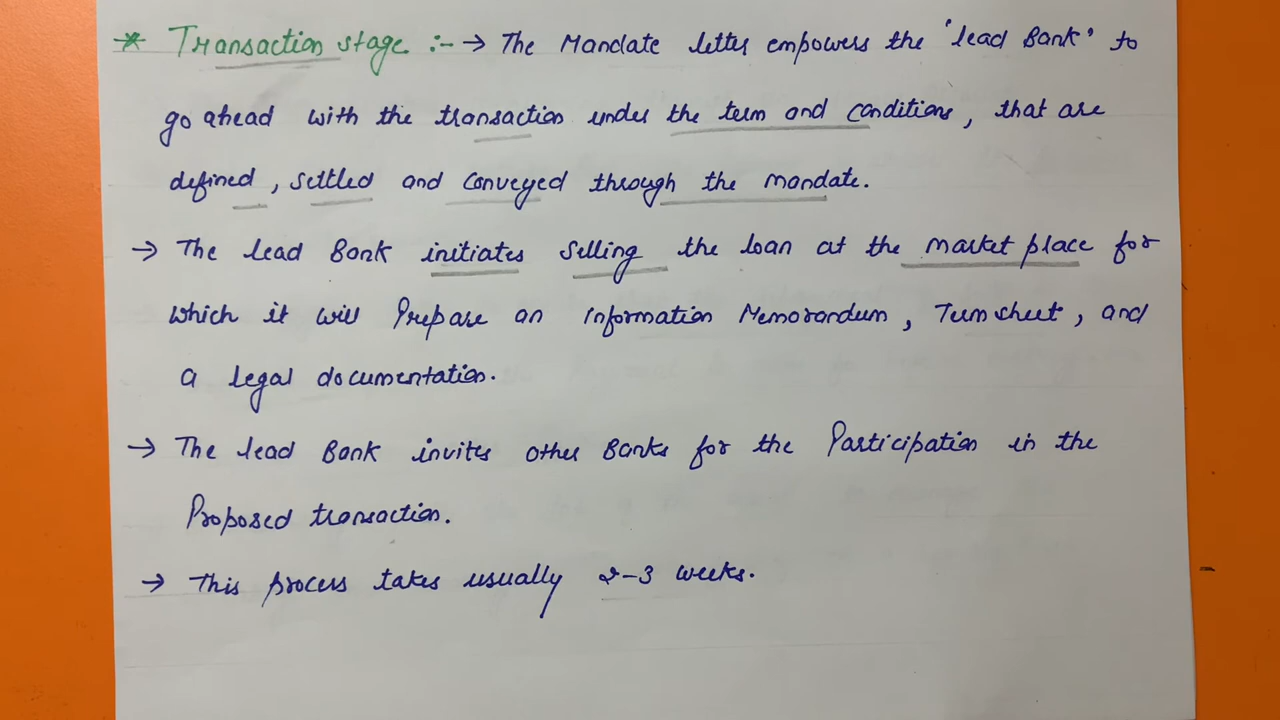 * Transaction stage :- → The Mandate letter empowers the 'lead Bank' to
go ahead with the transaction under the term and conditions, that are
defined, settled and conveyed through the mandate.
→ The lead Bank initiates selling the loan at the market place for
which it will Prepare an Information Memorandum, Term sheet, and
a legal documentation.
→ The lead Bank invites other Banks for the Participation in the
Proposed transaction.
→ This process takes usually 2-3 weeks.